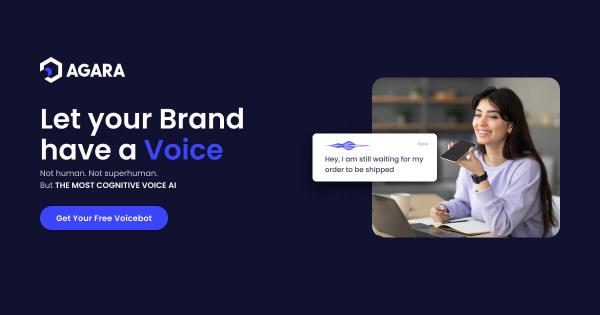 AGARA
Let your Brand
have a Voice
Not human. Not superhuman.
But THE MOST COGNITIVE VOICE AI
Get Your Free Voicebot
Now
Hey, I am still waiting for my
order to be shipped